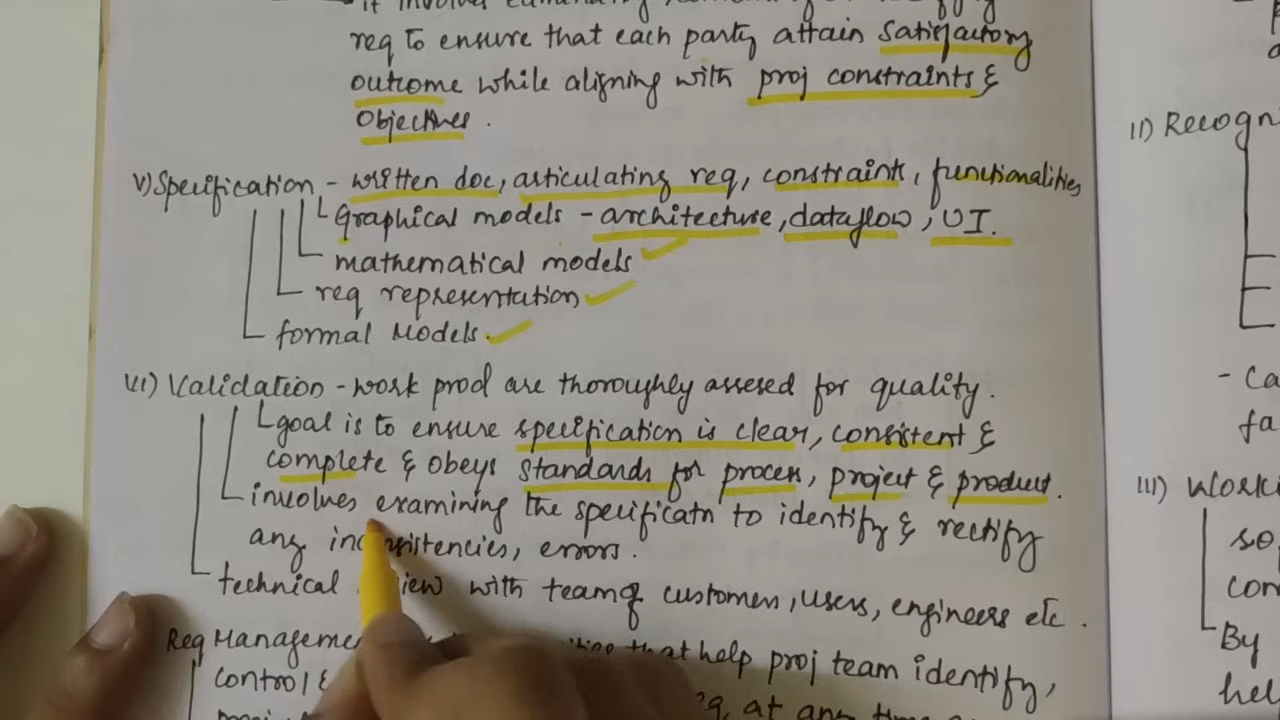 req to ensure that each party attain satisfactory
outcome while aligning with proj constraints &
Objectives.
V) Specification - written doc, articulating req, constraint, functionalities
Graphical models - architecture, dataflow, UI.
mathematical models
req representation
formal Models.
VI) Validation - work prod are thoroughly assesed for quality.
goal is to ensure specification is clear, consistent &
complete & obeys standards for process, project & product.
involves examining the specificatn to identify & rectify
any errors.
technical with team of customers, users, engineers etc.
Req that help proj team identify,
control &
at any time
II) Recogn
- Ca
fa
III) Work
so
con
By
hel